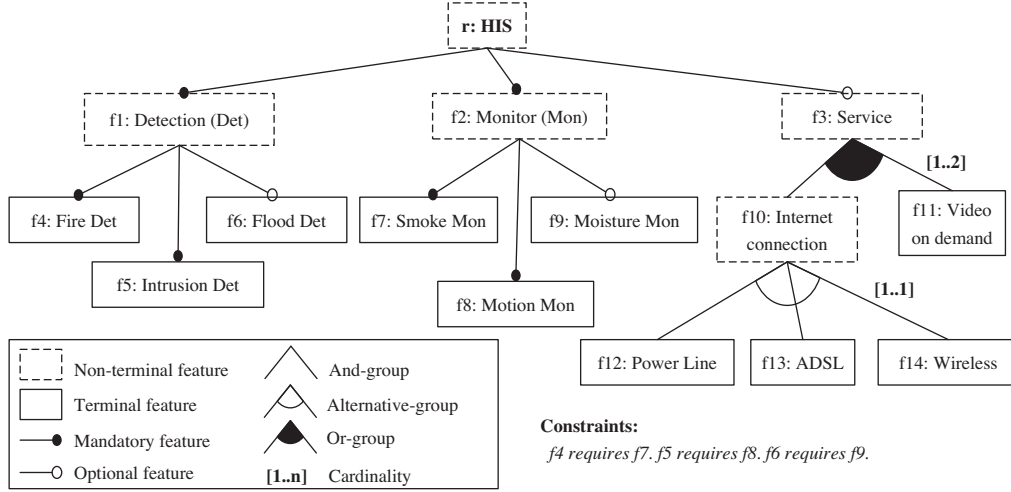 r: HIS
f1: Detection (Det)
f2: Monitor (Mon)
f3: Service
[1..2]
f4: Fire Det
f6: Flood Det
f7: Smoke Mon
f9: Moisture Mon
f10: Internet
connection
f11: Video
on demand
f5: Intrusion Det
f8: Motion Mon
[1..1]
f12: Power Line
f13: ADSL
f14: Wireless
Non-terminal feature
And-group
Terminal feature
Alternative-group
Mandatory feature
Or-group
Optional feature
[1..n] Cardinality
Constraints:
f4 requires f7. f5 requires f8. f6 requires f9.